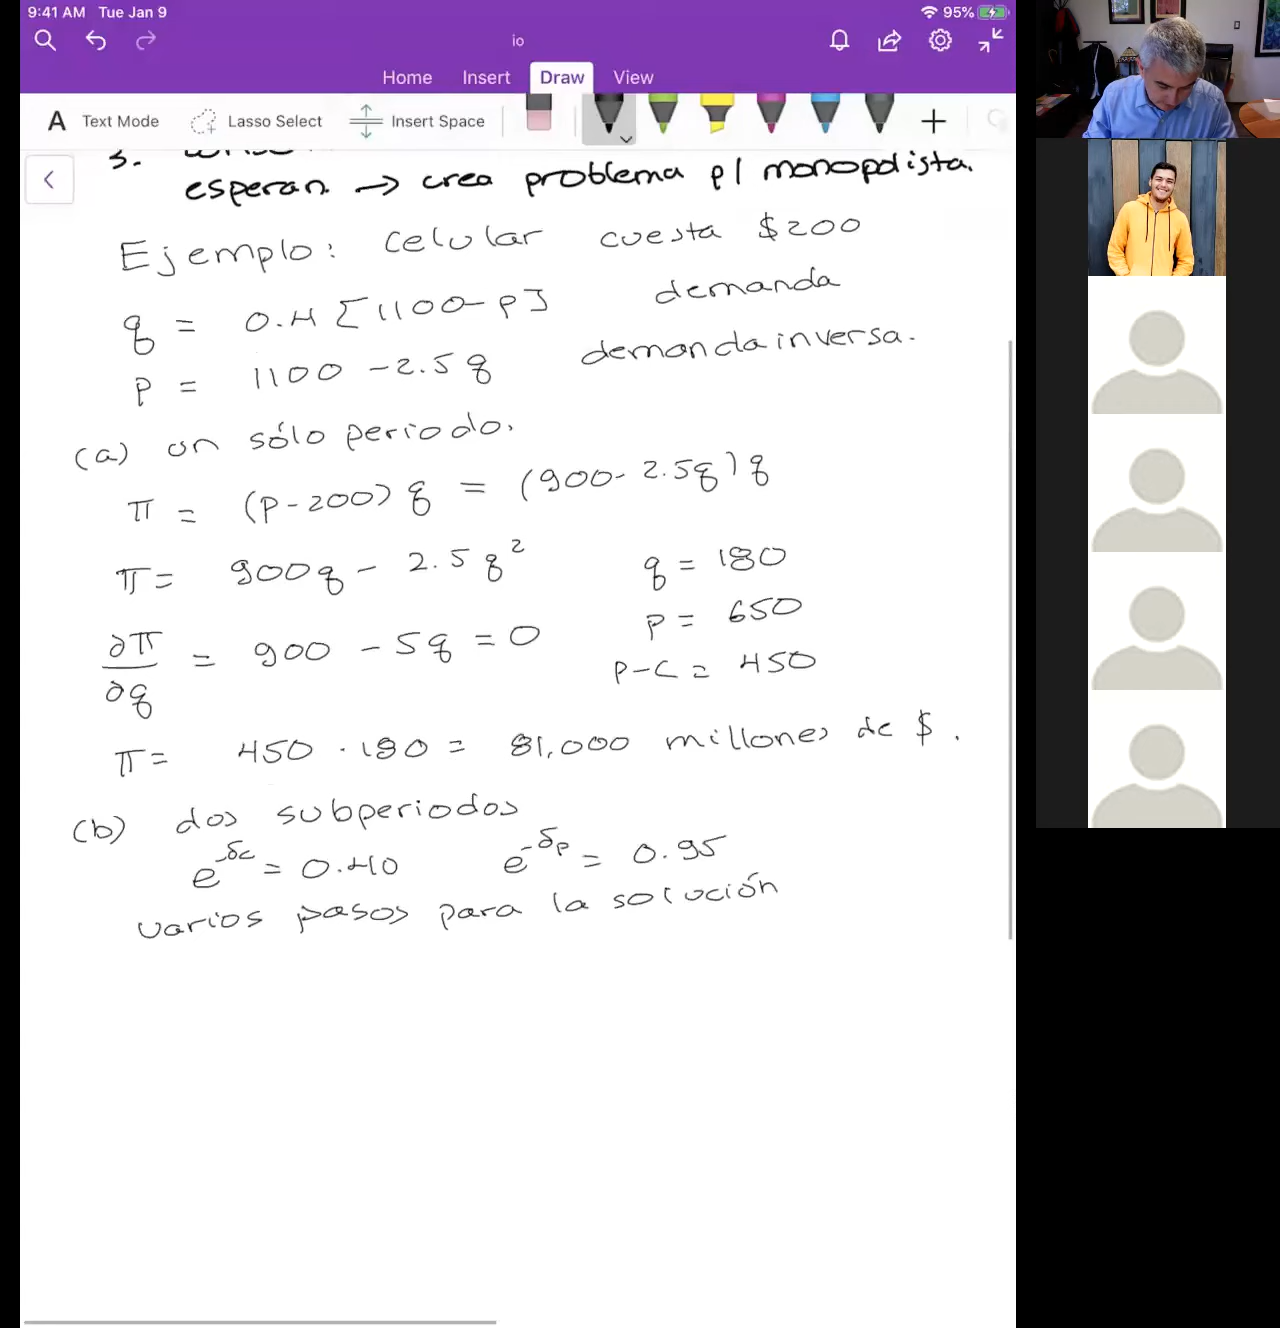 9:41 AM Tue Jan 9
95%
io
Home Insert Draw View
A Text Mode Lasso Select Insert Space
3.
esperan. → crea problema p/ monopolista.
Ejemplo: celular cuesta $200
q = 0.4 [1100-p] demanda
p = 1100 - 2.5q demanda inversa.
(a) un sólo periodo.
π = (p-200) q = (900 - 2.5q) q
π = 900q - 2.5q²
q = 180
p = 650
∂π/∂q = 900 - 5q = 0
p-c = 450
π = 450 · 180 = 81,000 millones de $.
(b) dos subperiodos
e^-δc = 0.40 e^-δp = 0.95
varios pasos para la solución